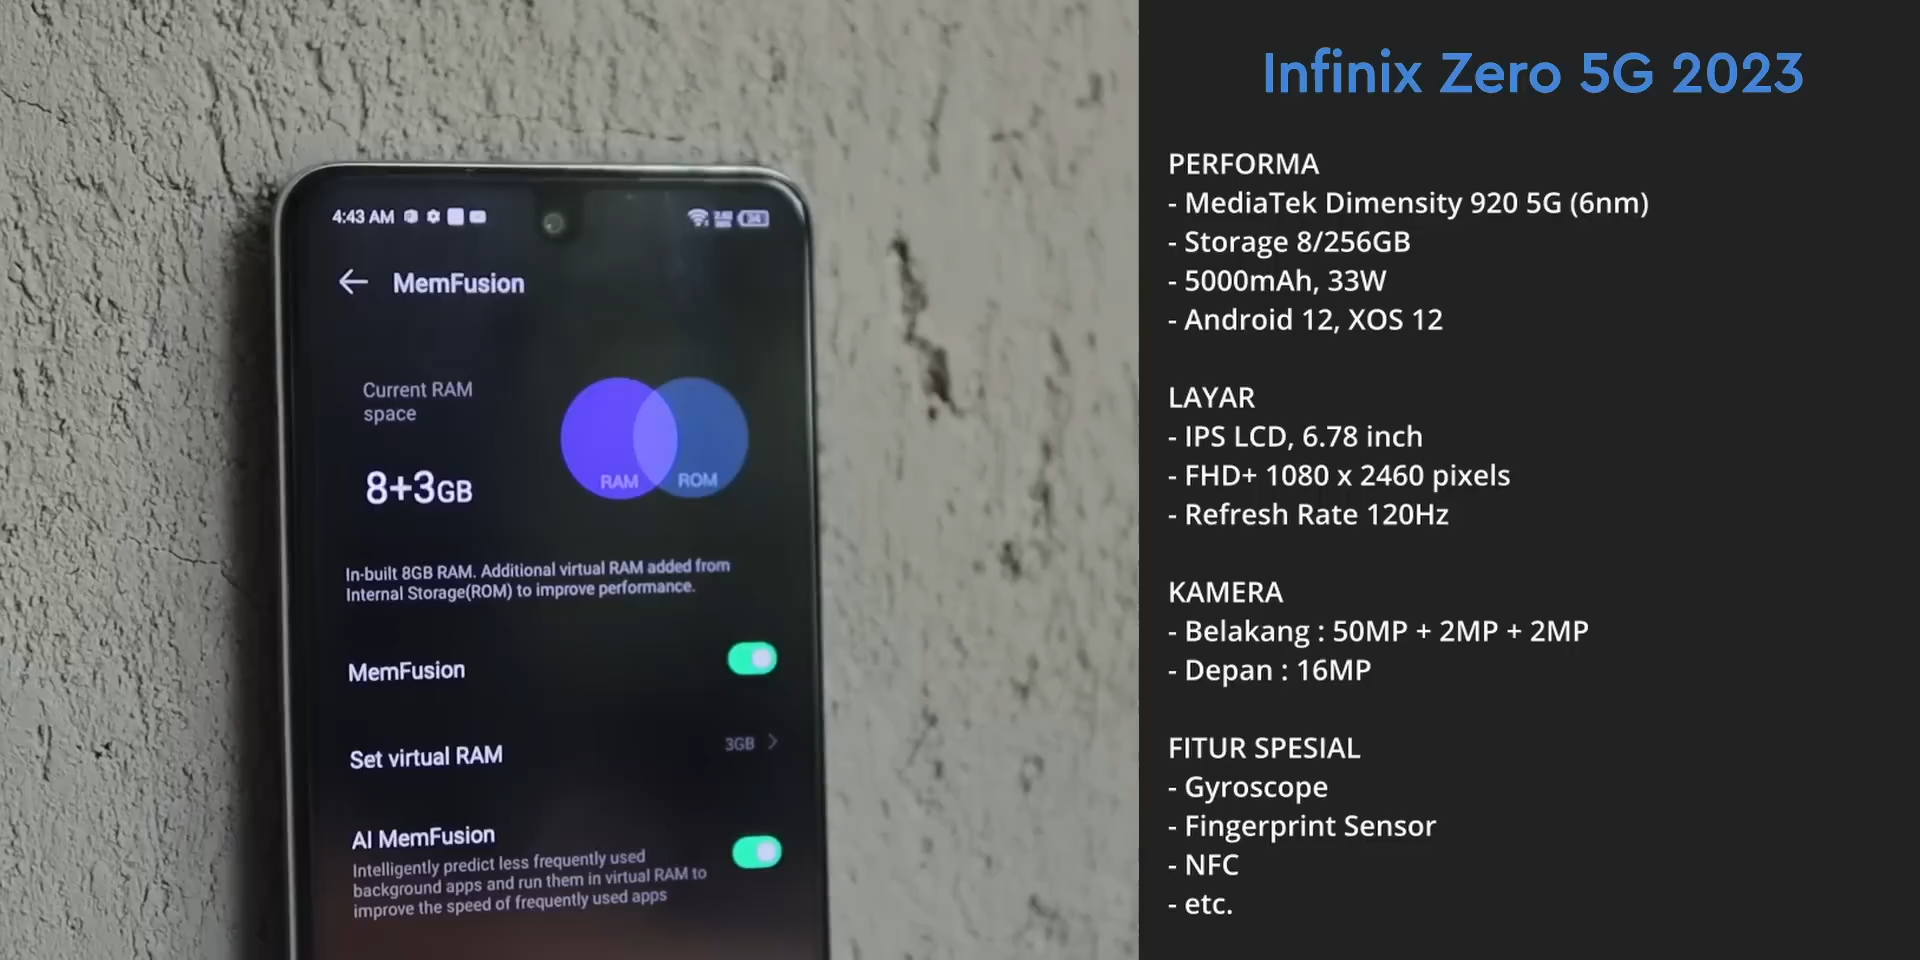 4:43 AM
MemFusion
Current RAM
space
8+3GB
RAM
ROM
In-built 8GB RAM. Additional virtual RAM added from
Internal Storage(ROM) to improve performance.
MemFusion
Set virtual RAM
3GB
AI MemFusion
Intelligently predict less frequently used
background apps and run them in virtual RAM to
improve the speed of frequently used apps
Infinix Zero 5G 2023
PERFORMA
- MediaTek Dimensity 920 5G (6nm)
- Storage 8/256GB
- 5000mAh, 33W
- Android 12, XOS 12
LAYAR
- IPS LCD, 6.78 inch
- FHD+ 1080 x 2460 pixels
- Refresh Rate 120Hz
KAMERA
- Belakang : 50MP + 2MP + 2MP
- Depan : 16MP
FITUR SPESIAL
- Gyroscope
- Fingerprint Sensor
- NFC
- etc.